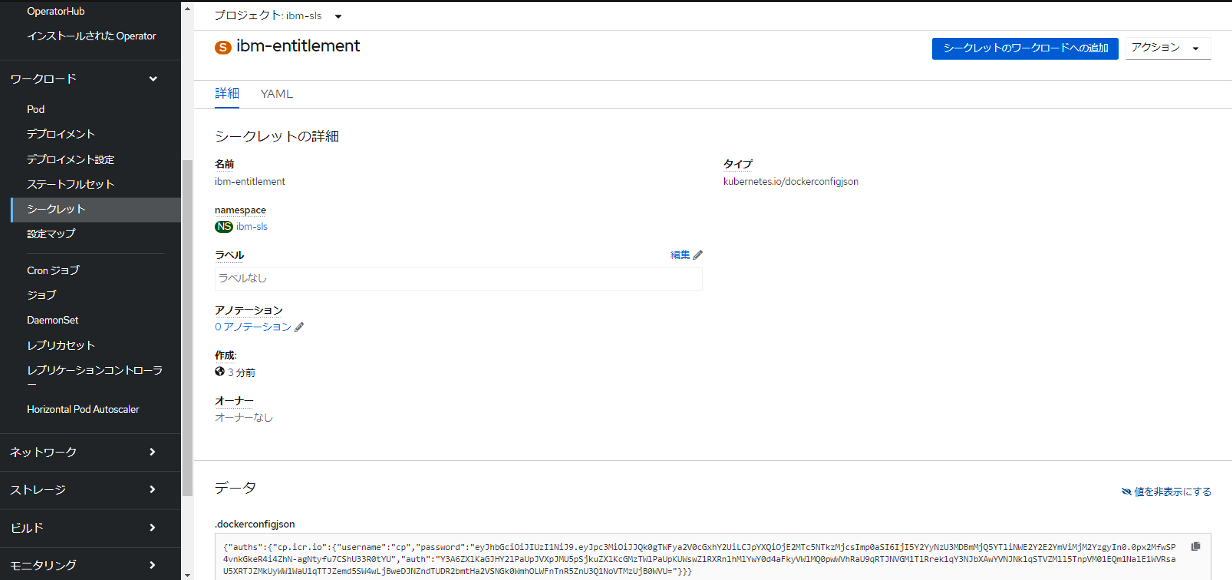 OperatorHub
インストールされた Operator
ワークロード
Pod
デプロイメント
デプロイメント設定
ステートフルセット
シークレット
設定マップ
Cron ジョブ
ジョブ
DaemonSet
レプリカセット
レプリケーションコントローラ
ー
Horizontal Pod Autoscaler
ネットワーク
ストレージ
ビルド
モニタリング
プロジェクト: ibm-sls
S ibm-entitlement
シークレットのワークロードへの追加
アクション
詳細
YAML
シークレットの詳細
名前
ibm-entitlement
タイプ
kubernetes.io/dockerconfigjson
namespace
NS ibm-sls
ラベル
編集
ラベルなし
アノテーション
0 アノテーション
作成:
3 分前
オーナー
オーナーなし
データ
値を非表示にする
.dockerconfigjson
{"auths":{"cp.icr.io":{"username":"cp","password":
"auth":